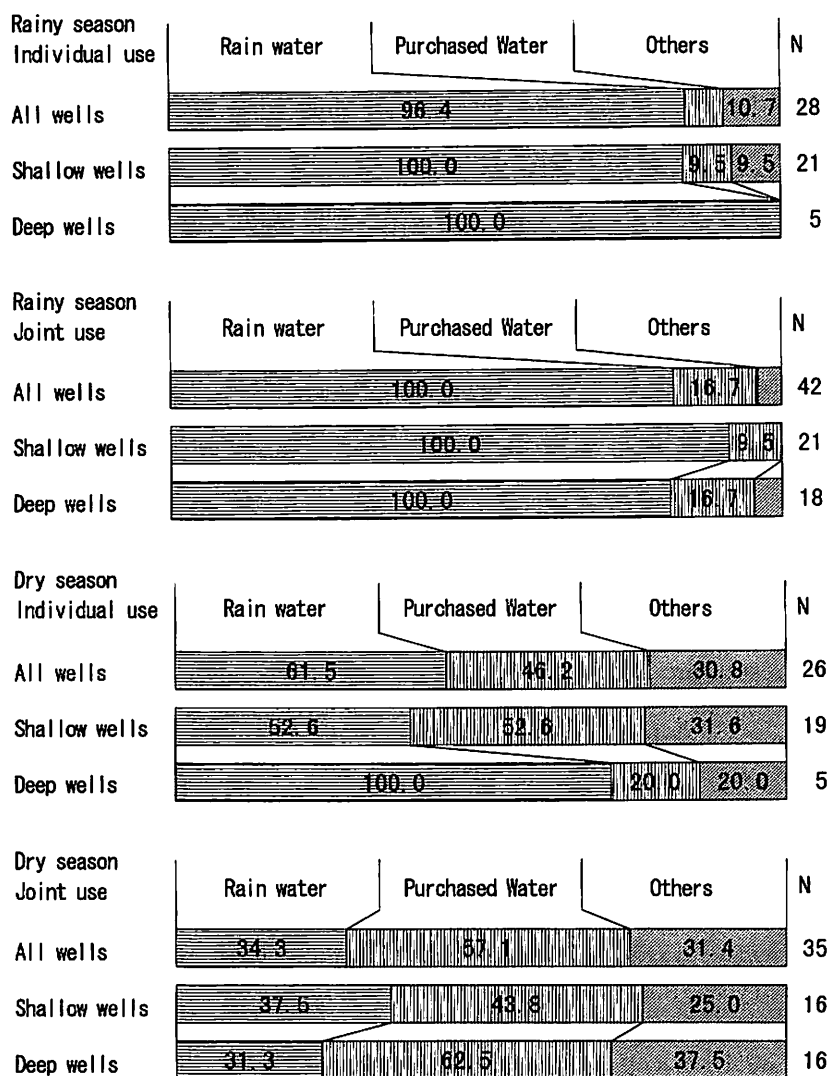 Rainy season
Individual use
Rain water Purchased Water Others N
All wells 96.4 10.7 28
Shallow wells 100.0 9.5 9.5 21
Deep wells 100.0 5
Rainy season
Joint use
Rain water Purchased Water Others N
All wells 100.0 16.7 42
Shallow wells 100.0 9.5 21
Deep wells 100.0 16.7 18
Dry season
Individual use
Rain water Purchased Water Others N
All wells 61.5 46.2 30.8 26
Shallow wells 52.6 52.6 31.6 19
Deep wells 100.0 20.0 20.0 5
Dry season
Joint use
Rain water Purchased Water Others N
All wells 34.3 57.1 31.4 35
Shallow wells 37.5 43.8 25.0 16
Deep wells 31.3 62.5 37.5 16